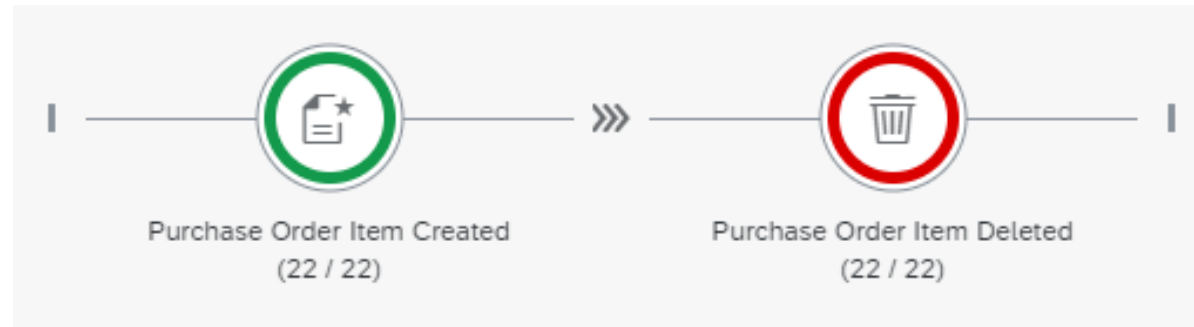 Purchase Order Item Created
(22 / 22)
Purchase Order Item Deleted
(22 / 22)